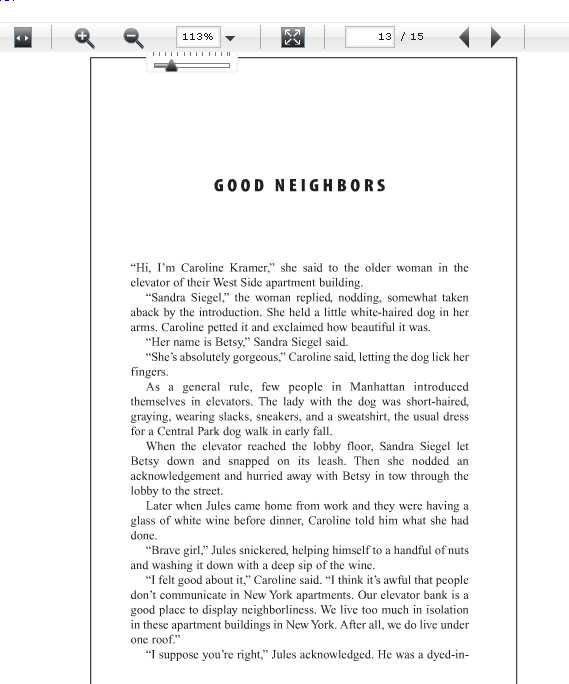 113%
13 / 15
GOOD NEIGHBORS
“Hi, I’m Caroline Kramer,” she said to the older woman in the
elevator of their West Side apartment building.
“Sandra Siegel,” the woman replied, nodding, somewhat taken
aback by the introduction. She held a little white-haired dog in her
arms. Caroline petted it and exclaimed how beautiful it was.
“Her name is Betsy,” Sandra Siegel said.
“She’s absolutely gorgeous,” Caroline said, letting the dog lick her
fingers.
As a general rule, few people in Manhattan introduced
themselves in elevators. The lady with the dog was short-haired,
graying, wearing slacks, sneakers, and a sweatshirt, the usual dress
for a Central Park dog walk in early fall.
When the elevator reached the lobby floor, Sandra Siegel let
Betsy down and snapped on its leash. Then she nodded an
acknowledgement and hurried away with Betsy in tow through the
lobby to the street.
Later when Jules came home from work and they were having a
glass of white wine before dinner, Caroline told him what she had
done.
“Brave girl,” Jules snickered, helping himself to a handful of nuts
and washing it down with a deep sip of the wine.
“I felt good about it,” Caroline said. “I think it’s awful that people
don’t communicate in New York apartments. Our elevator bank is a
good place to display neighborliness. We live too much in isolation
in these apartment buildings in New York. After all, we do live under
one roof.”
“I suppose you’re right,” Jules acknowledged. He was a dyed-in-